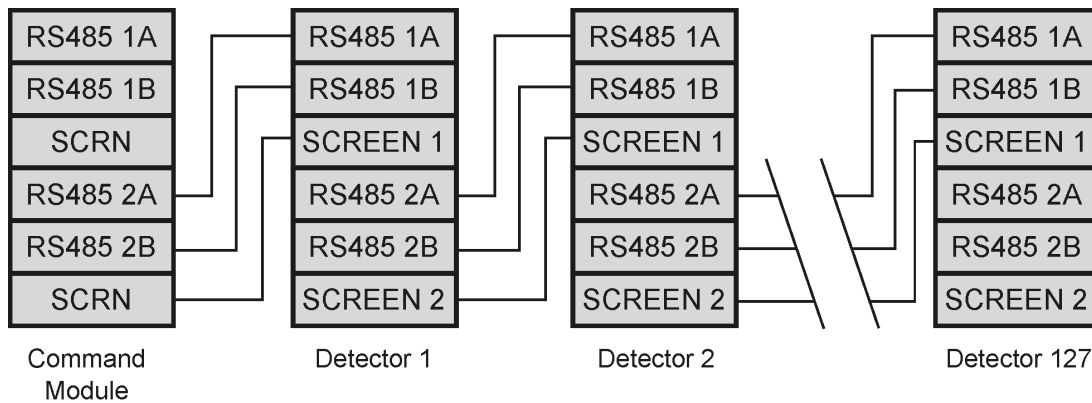 RS485 1A
RS485 1B
SCRN
RS485 2A
RS485 2B
SCRN
Command
Module
RS485 1A
RS485 1B
SCREEN 1
RS485 2A
RS485 2B
SCREEN 2
Detector 1
RS485 1A
RS485 1B
SCREEN 1
RS485 2A
RS485 2B
SCREEN 2
Detector 2
RS485 1A
RS485 1B
SCREEN 1
RS485 2A
RS485 2B
SCREEN 2
Detector 127